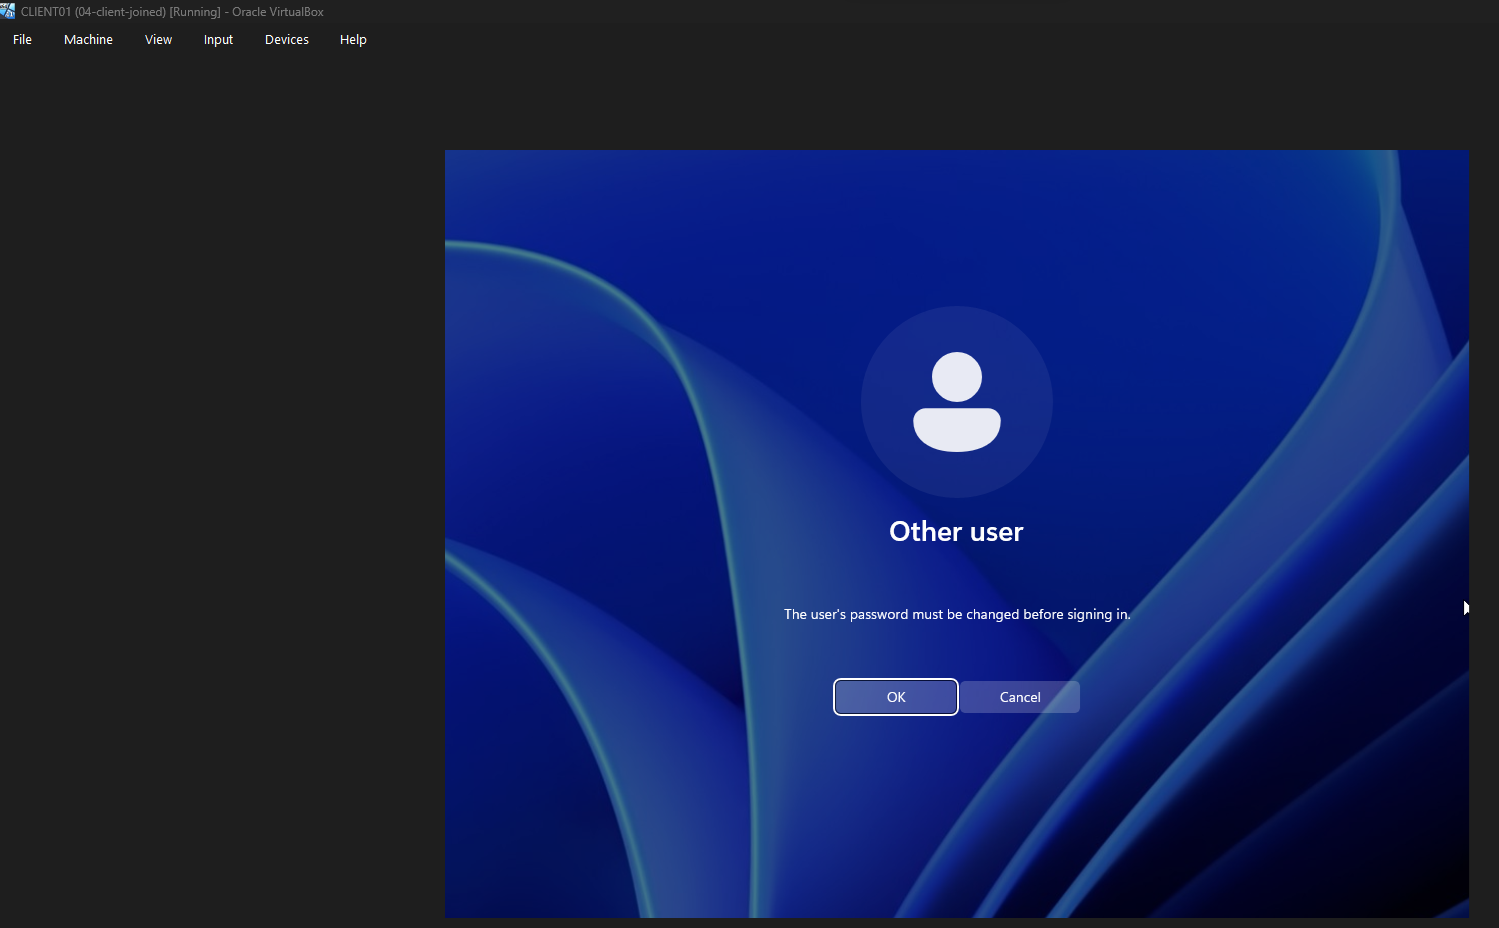 CLIENT01 (04-client-joined) [Running] - Oracle VirtualBox
File Machine View Input Devices Help
Other user
The user's password must be changed before signing in.
OK Cancel